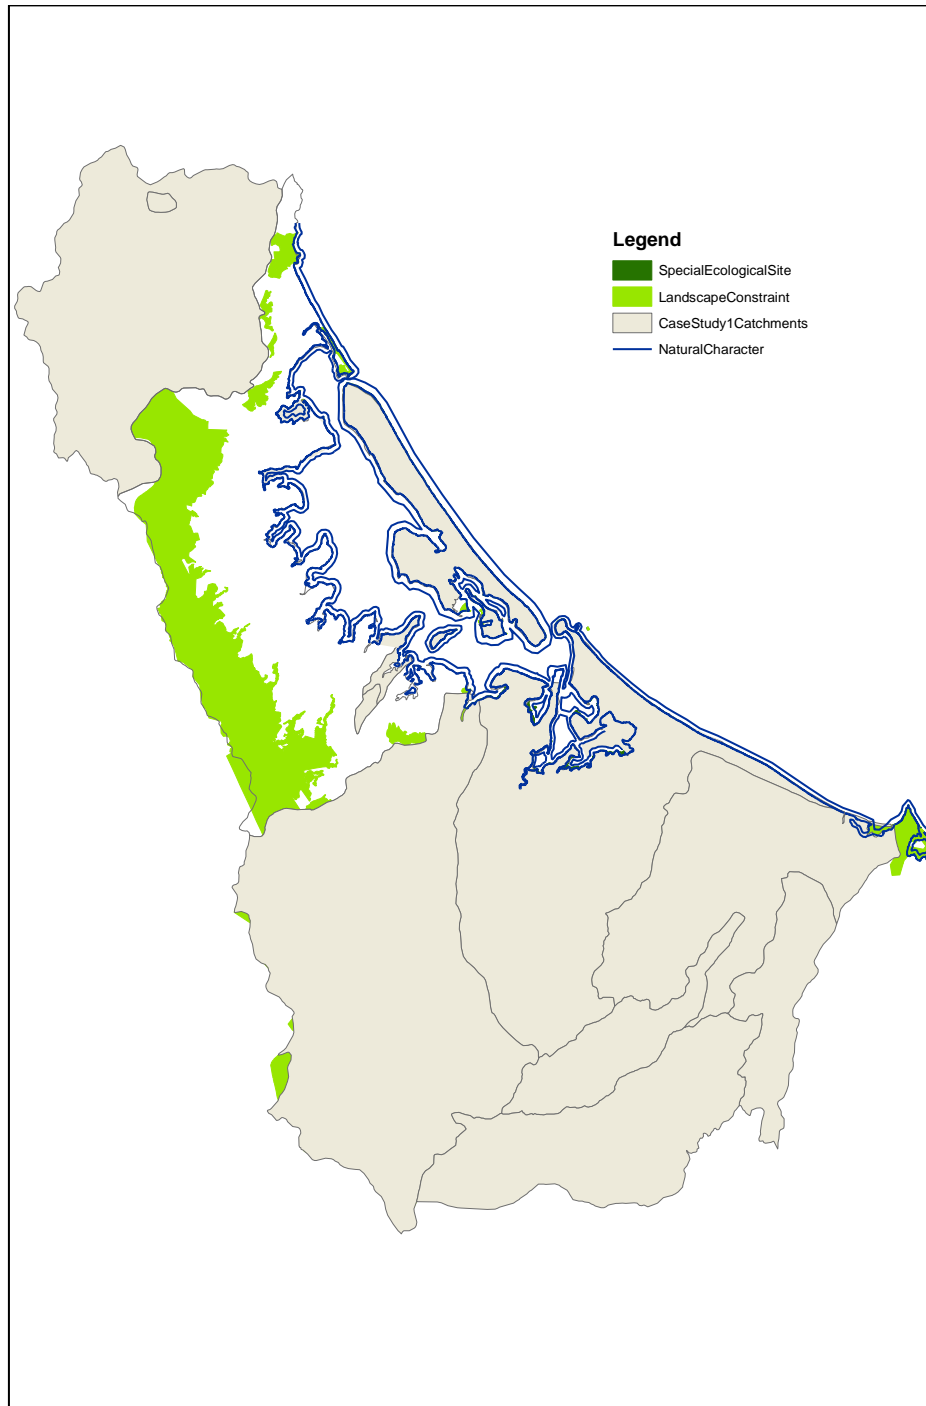 Legend
SpecialEcologicalSite
LandscapeConstraint
CaseStudy1Catchments
NaturalCharacter